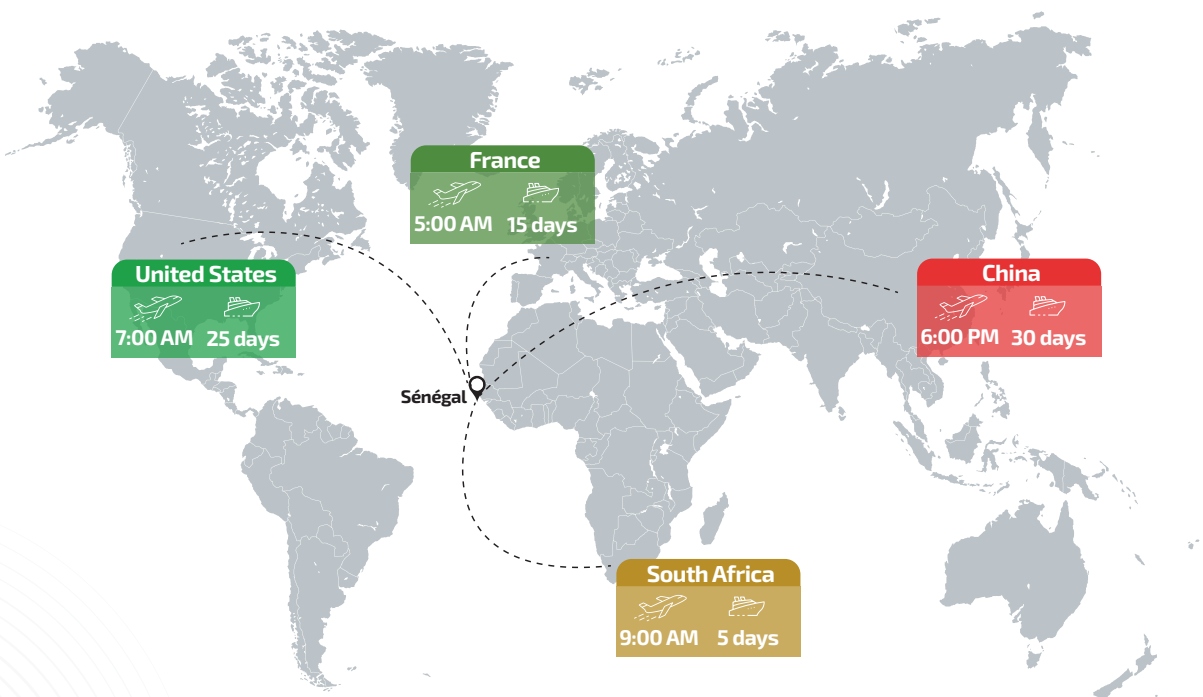 France
5:00 AM 15 days
United States
7:00 AM 25 days
China
6:00 PM 30 days
Sénégal
South Africa
9:00 AM 5 days